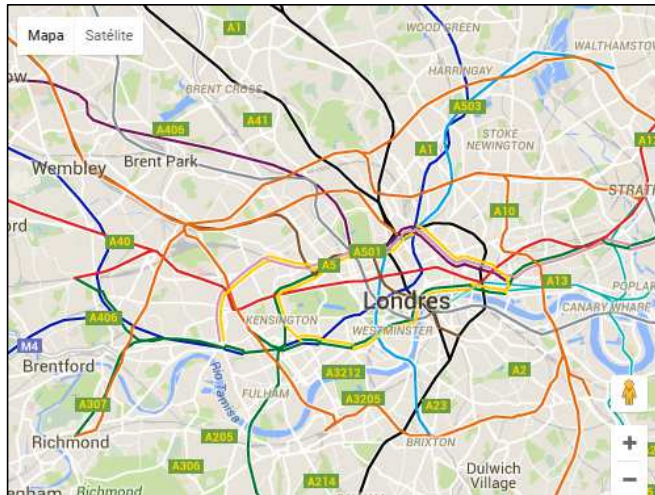 Mapa Satélite
A1
WOOD GREEN
WALTHAMSTOW
HARRINGAY
BRENT CROSS
A503
A406
A41
STOKE
NEWINGTON
A1
Brent Park
Wembley
STRATF
A10
A40
A501
A5
A13
POPLAR
Londres
CANARY WHARF
A406
KENSINGTON
WESTMINSTER
M4
Brentford
Rio Tamisa
A3212
A2
FULHAM
A307
A3205
A23
Richmond
A205
BRIXTON
A306
Dulwich
Village
A214
Richmond
+
−